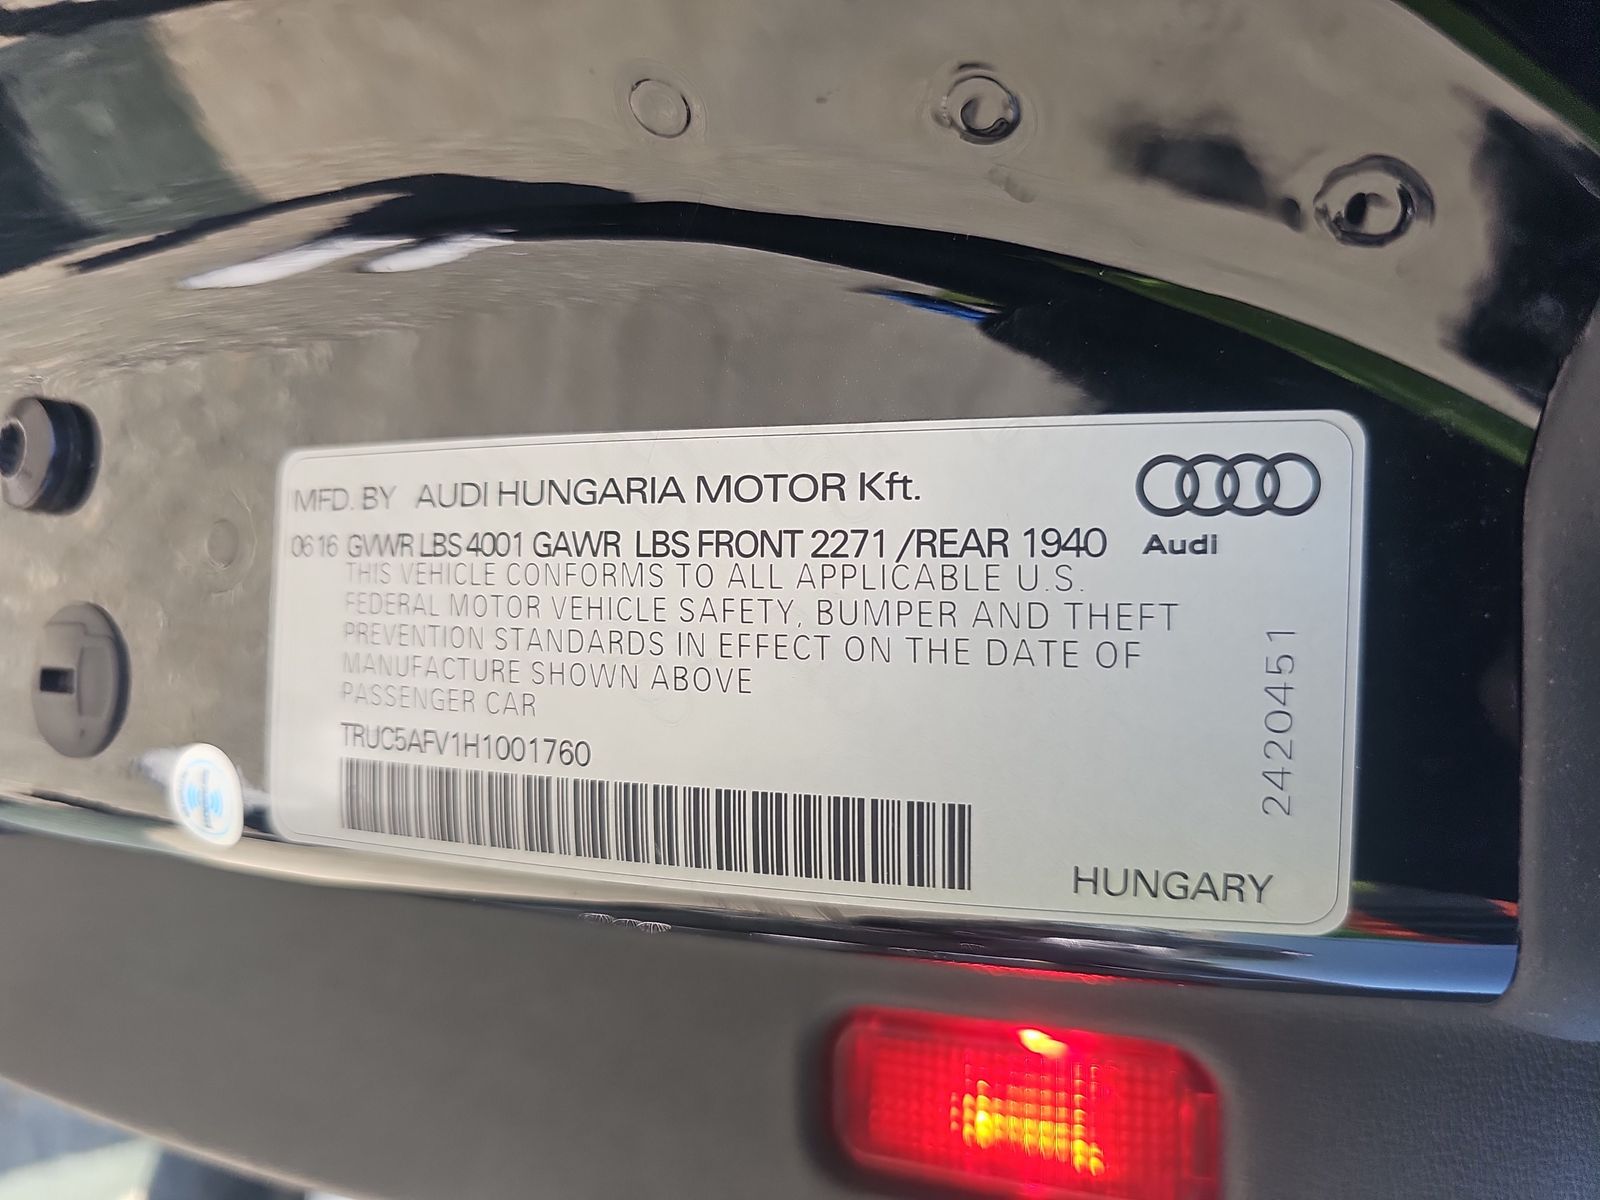 MFD. BY AUDI HUNGARIA MOTOR Kft.
06 16 GVWR LBS 4001 GAWR LBS FRONT 2271 /REAR 1940
Audi
THIS VEHICLE CONFORMS TO ALL APPLICABLE U.S.
FEDERAL MOTOR VEHICLE SAFETY, BUMPER AND THEFT
PREVENTION STANDARDS IN EFFECT ON THE DATE OF
MANUFACTURE SHOWN ABOVE
PASSENGER CAR
TRUC5AFV1H1001760
2420451
HUNGARY